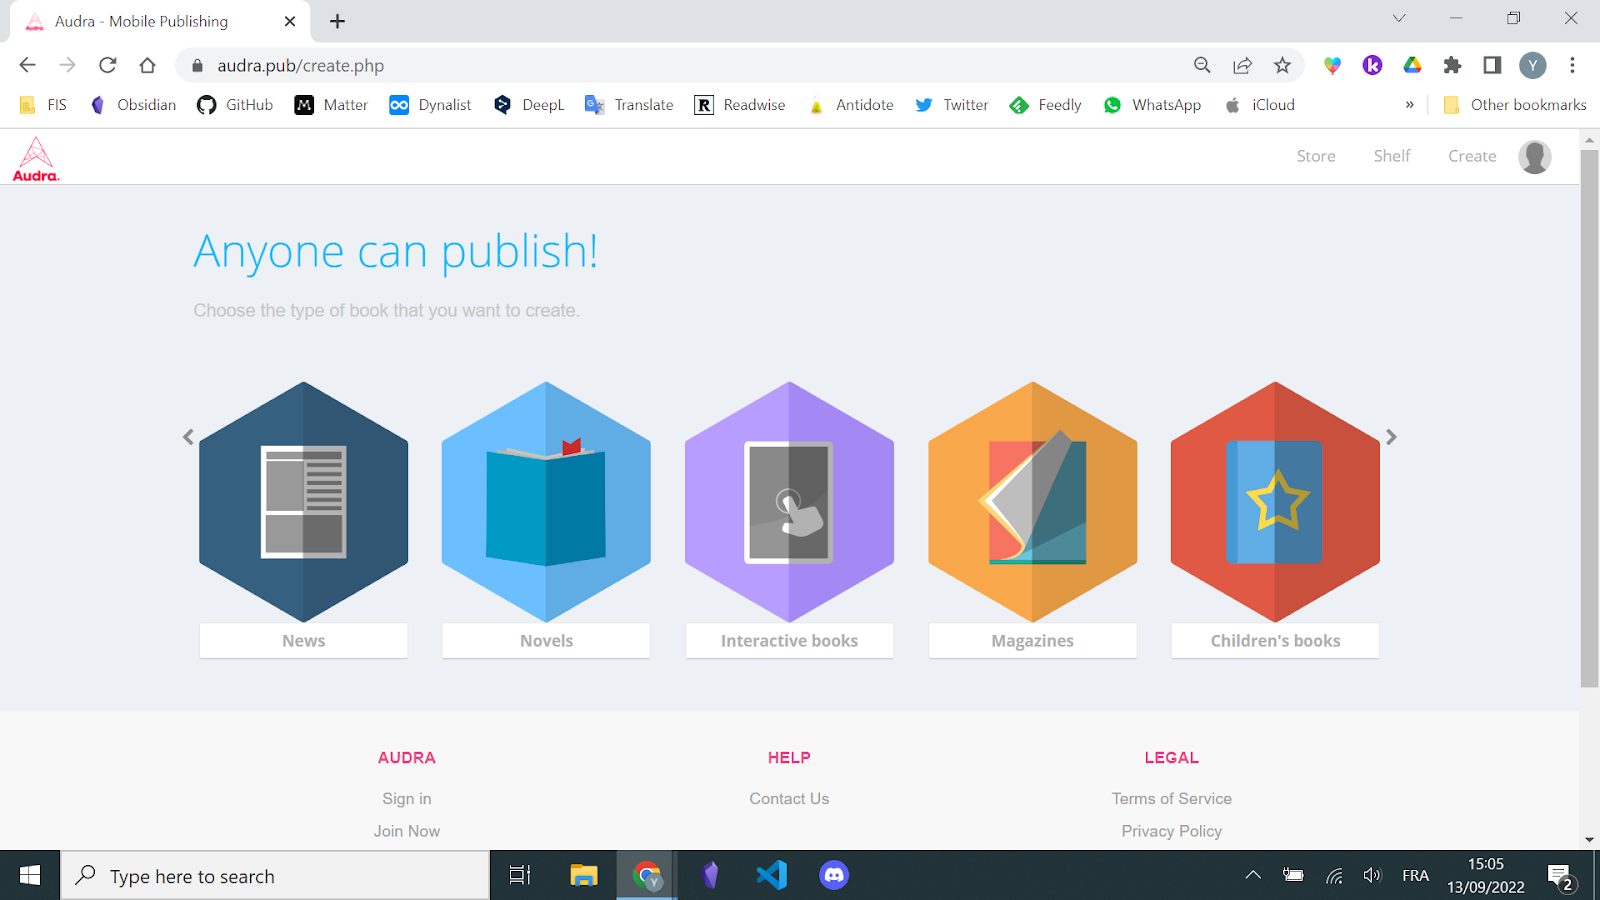 Audra - Mobile Publishing
audra.pub/create.php
Y
FIS
Obsidian
GitHub
M
Matter
Dynalist
DeepL
Translate
R
Readwise
Antidote
Twitter
Feedly
WhatsApp
iCloud
»
Other bookmarks
Audra.
Store
Shelf
Create
Anyone can publish!
Choose the type of book that you want to create.
News
Novels
Interactive books
Magazines
Children's books
AUDRA
HELP
LEGAL
Sign in
Contact Us
Terms of Service
Join Now
Privacy Policy
Type here to search
FRA
15:05
13/09/2022
2